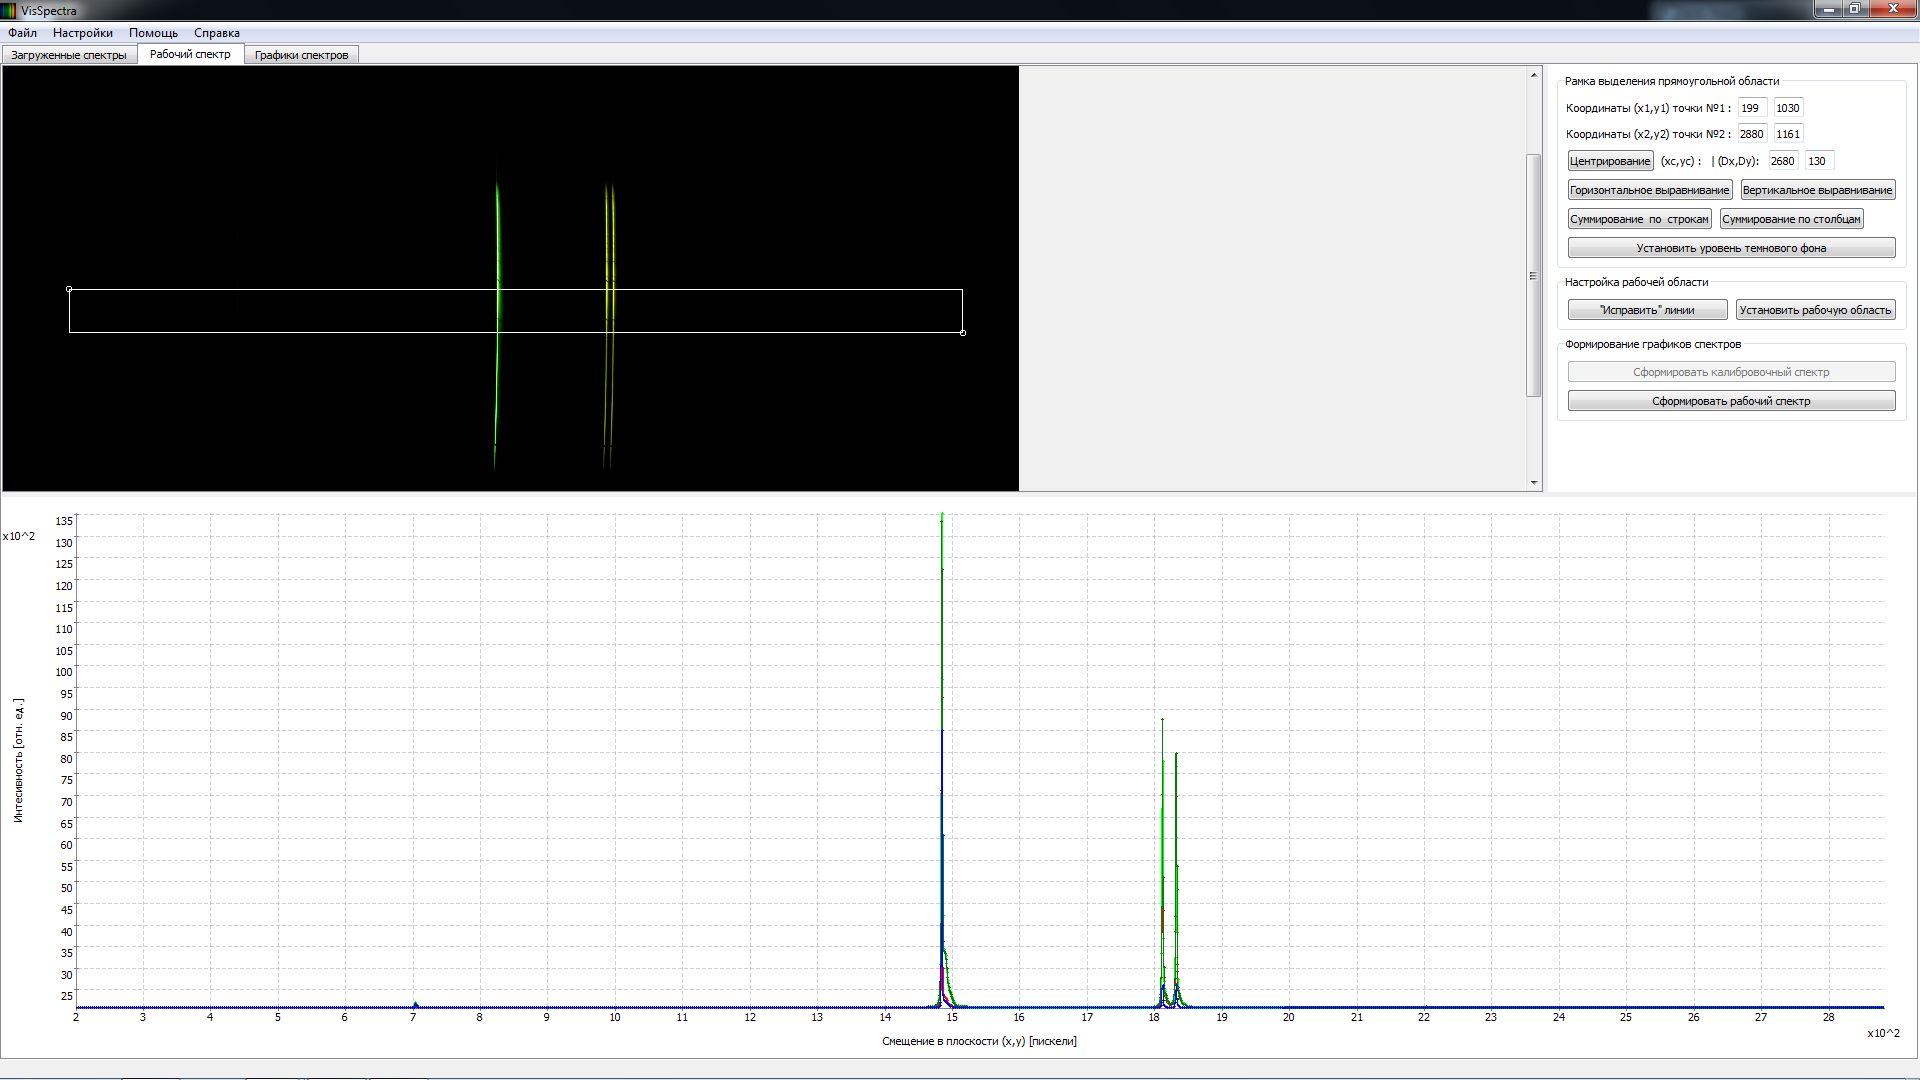 VisSpectra
Файл Настройки Помощь Справка
Загруженные спектры Рабочий спектр Графики спектров
Рамка выделения прямоугольной области
Координаты (x1,y1) точки №1 : 199 1030
Координаты (x2,y2) точки №2 : 2880 1161
Центрирование (xc,yc) : | (Dx,Dy): 2680 130
Горизонтальное выравнивание Вертикальное выравнивание
Суммирование по строкам Суммирование по столбцам
Установить уровень темнового фона
Настройка рабочей области
"Исправить" линии Установить рабочую область
Формирование графиков спектров
Сформировать калибровочный спектр
Сформировать рабочий спектр
x10^2
135
130
125
120
115
110
105
100
95
90
85
80
75
70
65
60
55
50
45
40
35
30
25
Интесивность [отн. ед.]
2 3 4 5 6 7 8 9 10 11 12 13 14 15 16 17 18 19 20 21 22 23 24 25 26 27 28
x10^2
Смещение в плоскости (x,y) [пискели]